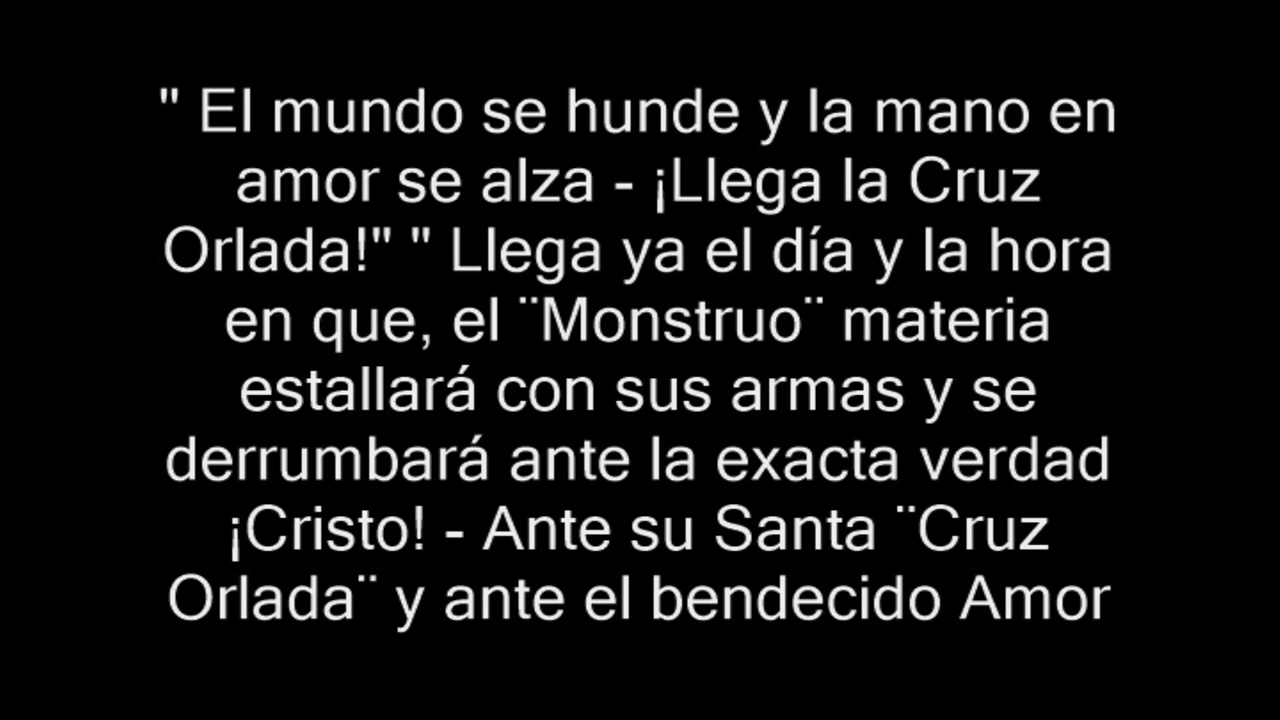 " El mundo se hunde y la mano en
amor se alza - ¡Llega la Cruz
Orlada!" " Llega ya el día y la hora
en que, el ¨Monstruo¨ materia
estallará con sus armas y se
derrumbará ante la exacta verdad
¡Cristo! - Ante su Santa ¨Cruz
Orlada¨ y ante el bendecido Amor